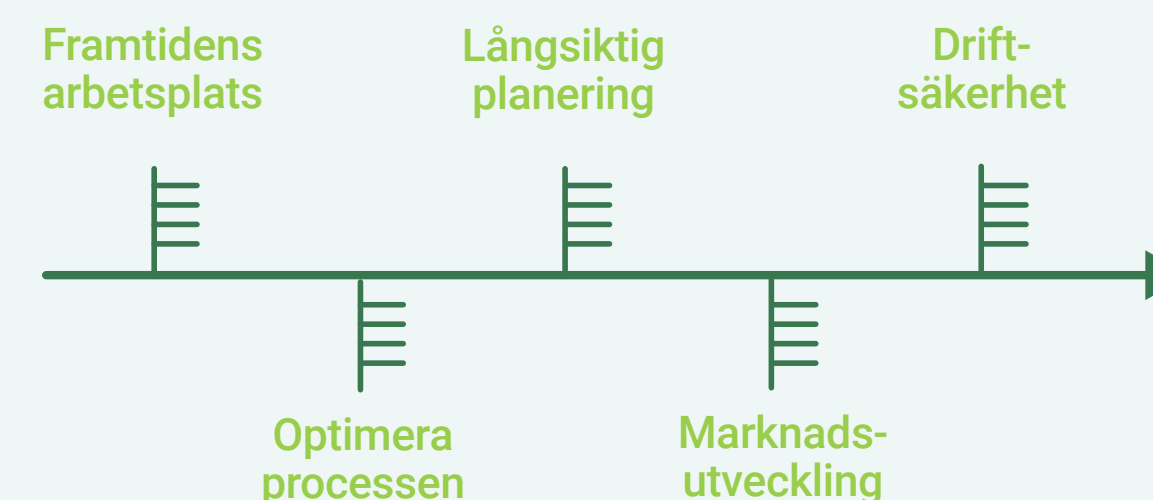 Framtidens
arbetsplats
Långsiktig
planering
Drift-
säkerhet
Optimera
processen
Marknads-
utveckling